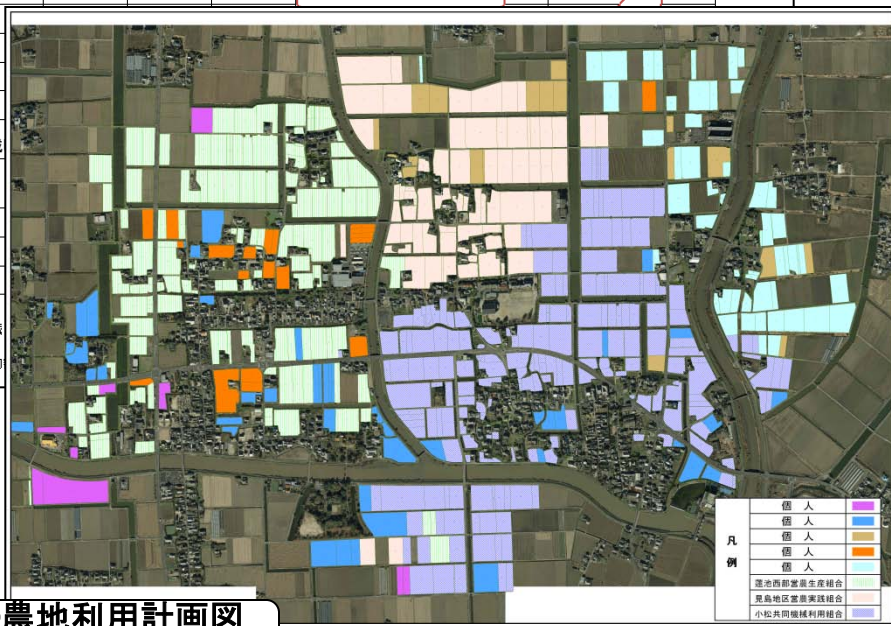 凡例
個 人
個 人
個 人
個 人
個 人
蓮池西部営農生産組合
見島地区営農実践組合
小松共同機械利用組合
農地利用計画図